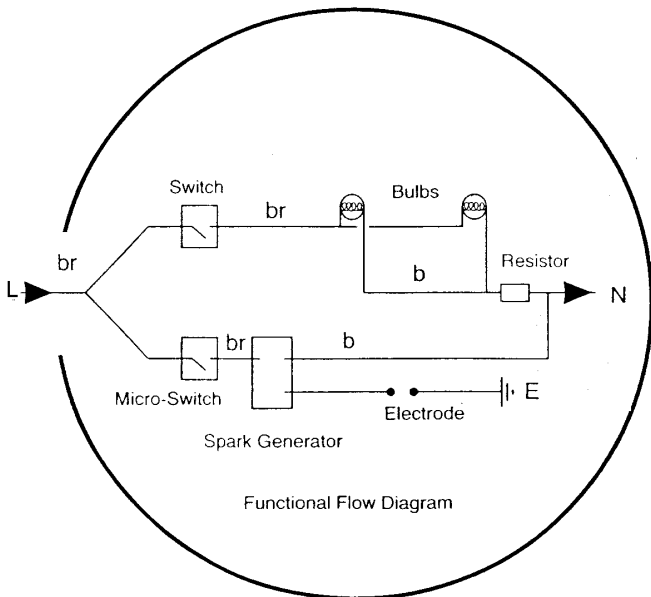 Switch
Bulbs
br
br
b
Resistor
L
N
br
b
E
Micro-Switch
Electrode
Spark Generator
Functional Flow Diagram